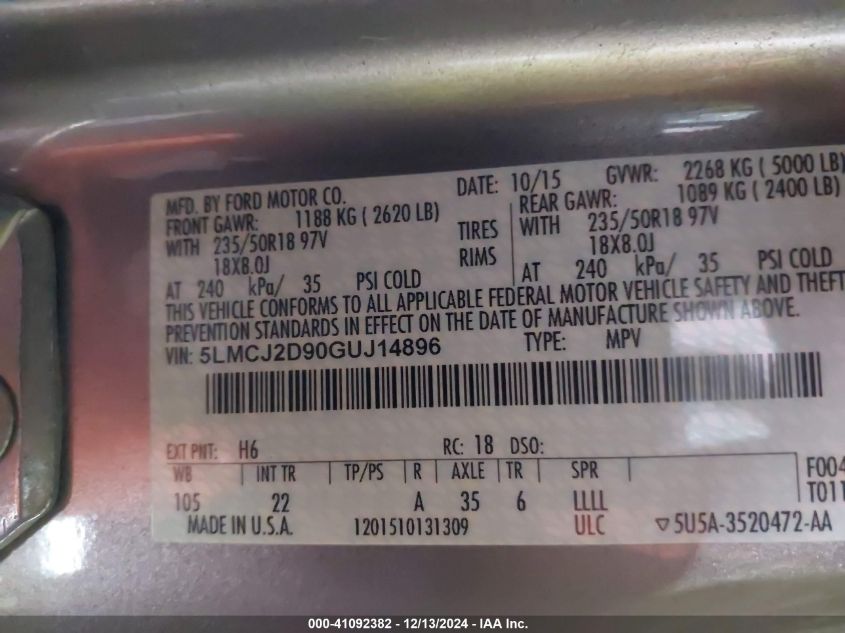 MFD. BY FORD MOTOR CO. DATE: 10/15 GVWR: 2268 KG ( 5000 LB)
FRONT GAWR: 1188 KG ( 2620 LB) REAR GAWR: 1089 KG ( 2400 LB)
WITH 235/50R18 97V TIRES WITH 235/50R18 97V
18X8.0J RIMS 18X8.0J
AT 240 kPa/ 35 PSI COLD AT 240 kPa/ 35 PSI COLD
THIS VEHICLE CONFORMS TO ALL APPLICABLE FEDERAL MOTOR VEHICLE SAFETY AND THEFT
PREVENTION STANDARDS IN EFFECT ON THE DATE OF MANUFACTURE SHOWN ABOVE.
VIN: 5LMCJ2D90GUJ14896 TYPE: MPV
EXT PNT: H6 RC: 18 DSO:
WB INT TR TP/PS R AXLE TR SPR F004
105 22 A 35 6 LLLL T011
MADE IN U.S.A. 1201510131309 ULC ▽5U5A-3520472-AA
000-41092382 - 12/13/2024 - IAA Inc.